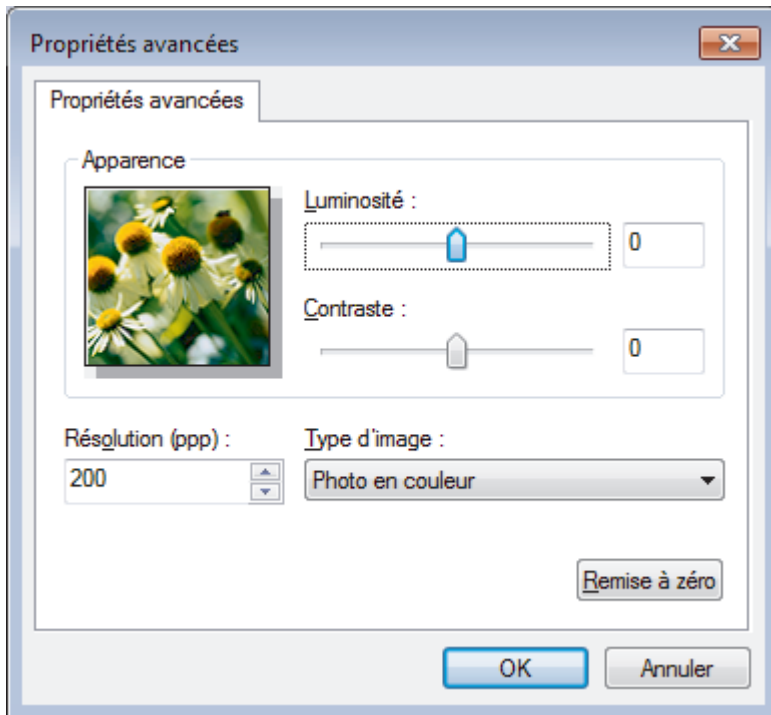 Propriétés avancées
Propriétés avancées
Apparence
Luminosité :
0
Contraste :
0
Résolution (ppp) :
200
Type d'image :
Photo en couleur
Remise à zéro
OK
Annuler